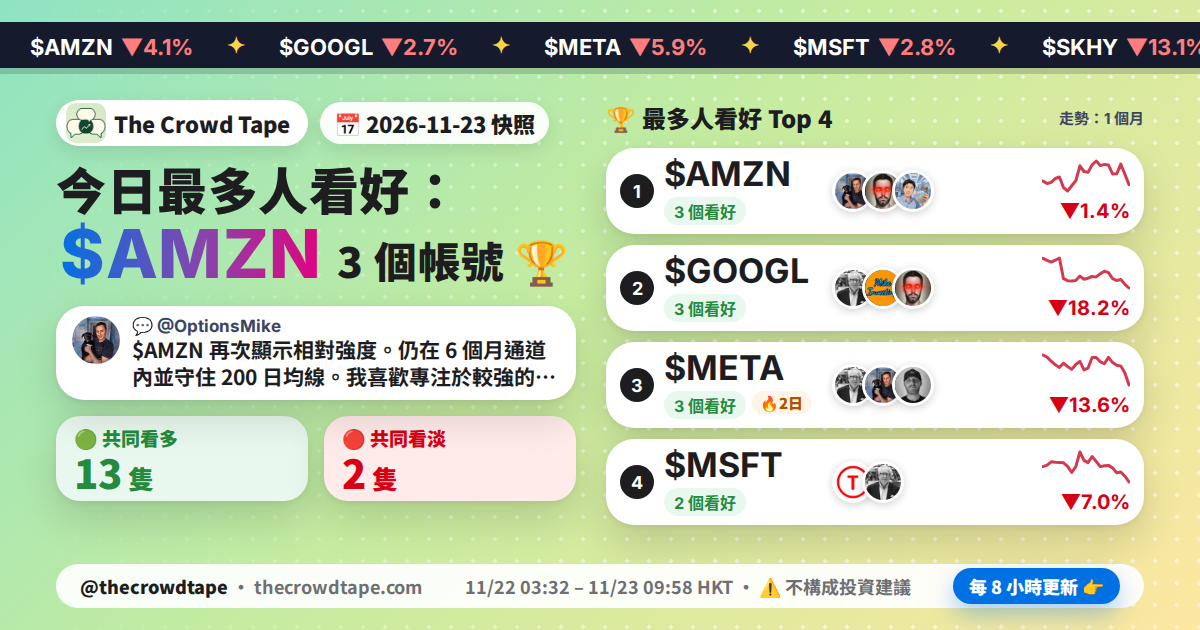 $AMZN ▼4.1% ✦ $GOOGL ▼2.7% ✦ $META ▼5.9% ✦ $MSFT ▼2.8% ✦ $SKHY ▼13.1%
The Crowd Tape
📅 2026-11-23 快照
今日最多人看好：
$AMZN 3 個帳號 🏆
💬 @OptionsMike
$AMZN 再次顯示相對強度。仍在 6 個月通道
內並守住 200 日均線。我喜歡專注於較強的…
🟢 共同看多
13 隻
🔴 共同看淡
2 隻
🏆 最多人看好 Top 4
走勢：1 個月
1
$AMZN
3 個看好
▼1.4%
2
$GOOGL
3 個看好
▼18.2%
3
$META
3 個看好 🔥2日
▼13.6%
4
$MSFT
2 個看好
T
▼7.0%
@thecrowdtape • thecrowdtape.com
11/22 03:32 – 11/23 09:58 HKT • ⚠️ 不構成投資建議
每 8 小時更新 👉